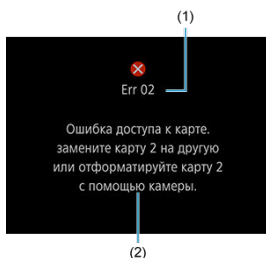 (1)
Err 02
Ошибка доступа к карте.
замените карту 2 на другую
или отформатируйте карту 2
с помощью камеры.
(2)